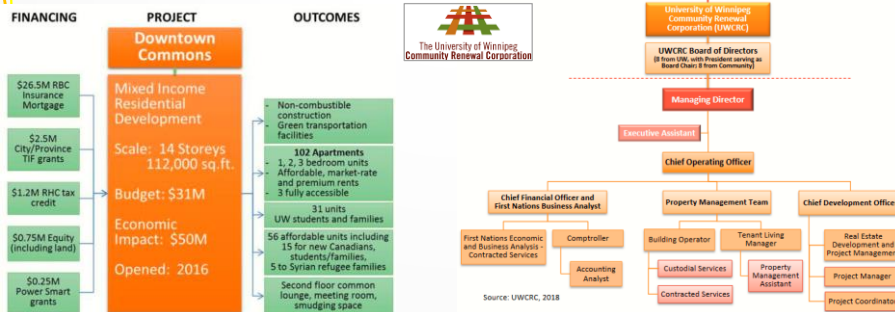 FINANCING
PROJECT
OUTCOMES
Downtown
Commons
$26.5M RBC
Insurance
Mortgage
$2.5M
City/Province
TIF grants
$1.2M RHC tax
credit
$0.75M Equity
(including land)
$0.25M
Power Smart
grants
Mixed Income
Residential
Development
Scale: 14 Storeys
112,000 sq.ft.
Budget: $31M
Economic
Impact: $50M
Opened: 2016
- Non-combustible
construction
- Green transportation
facilities
102 Apartments
- 1, 2, 3 bedroom units
- Affordable, market-rate
and premium rents
- 3 fully accessible
31 units
UW students and families
56 affordable units including
15 for new Canadians,
students/families,
5 to Syrian refugee families
Second floor common
lounge, meeting room,
smudging space
The University of Winnipeg
Community Renewal Corporation
University of Winnipeg
Community Renewal
Corporation (UWCRC)
UWCRC Board of Directors
(8 from UW, with President serving as
Board Chair; 8 from Community)
Managing Director
Executive Assistant
Chief Operating Officer
Chief Financial Officer and
First Nations Business Analyst
Property Management Team
Chief Development Office
First Nations Economic
and Business Analysis -
Contracted Services
Comptroller
Accounting
Analyst
Building Operator
Custodial Services
Contracted Services
Tenant Living
Manager
Property
Management
Assistant
Real Estate
Development and
Project Management
Project Manager
Project Coordinator
Source: UWCRC, 2018